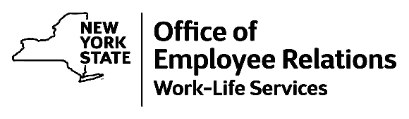 NEW
YORK
STATE
Office of
Employee Relations
Work-Life Services